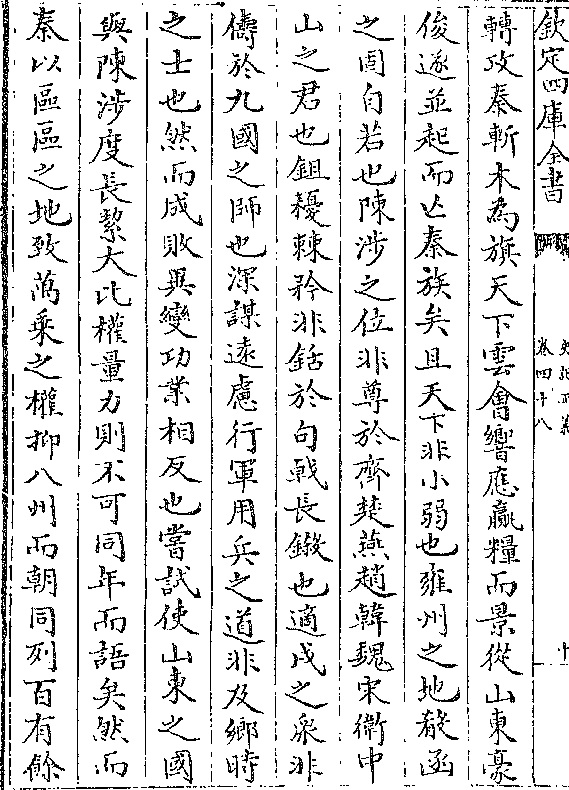 欽定四庫全書
史記正義
卷四十八
十
轉攻秦斬木為旗天下雲會響應贏糧而景從山東豪
俊遂並起而亡秦族矣且天下非小弱也雍州之地殽函
之固自若也陳涉之位非尊於齊楚燕趙韓魏宋衛中
山之君也鉏耰棘矜非銛於句戟長鎩也適戍之衆非
儔於九國之師也深謀遠慮行軍用兵之道非及鄉時
之士也然而成敗異變功業相反也嘗試使山東之國
與陳涉度長絜大比權量力則不可同年而語矣然而
秦以區區之地致萬乘之權抑八州而朝同列百有餘